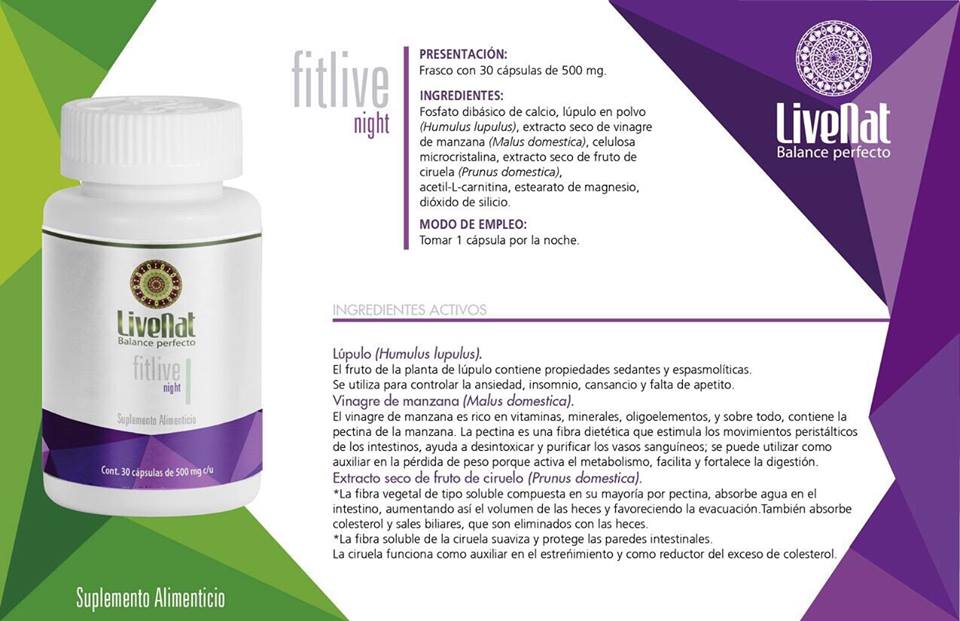 fitlive
night
PRESENTACIÓN:
Frasco con 30 cápsulas de 500 mg.
INGREDIENTES:
Fosfato dibásico de calcio, lúpulo en polvo
(Humulus lupulus), extracto seco de vinagre
de manzana (Malus domestica), celulosa
microcristalina, extracto seco de fruto de
ciruela (Prunus domestica),
acetil-L-carnitina, estearato de magnesio,
dióxido de silicio.
MODO DE EMPLEO:
Tomar 1 cápsula por la noche.
LiveNat
Balance perfecto
LiveNat
Balance perfecto
fitlive
night
Suplemento Alimenticio
Cont. 30 cápsulas de 500 mg c/u
INGREDIENTES ACTIVOS
Lúpulo (Humulus lupulus).
El fruto de la planta de lúpulo contiene propiedades sedantes y espasmolíticas.
Se utiliza para controlar la ansiedad, insomnio, cansancio y falta de apetito.
Vinagre de manzana (Malus domestica).
El vinagre de manzana es rico en vitaminas, minerales, oligoelementos, y sobre todo, contiene la
pectina de la manzana. La pectina es una fibra dietética que estimula los movimientos peristálticos
de los intestinos, ayuda a desintoxicar y purificar los vasos sanguíneos; se puede utilizar como
auxiliar en la pérdida de peso porque activa el metabolismo, facilita y fortalece la digestión.
Extracto seco de fruto de ciruelo (Prunus domestica).
*La fibra vegetal de tipo soluble compuesta en su mayoría por pectina, absorbe agua en el
intestino, aumentando así el volumen de las heces y favoreciendo la evacuación.También absorbe
colesterol y sales biliares, que son eliminados con las heces.
*La fibra soluble de la ciruela suaviza y protege las paredes intestinales.
La ciruela funciona como auxiliar en el estreńimiento y como reductor del exceso de colesterol.
Suplemento Alimenticio